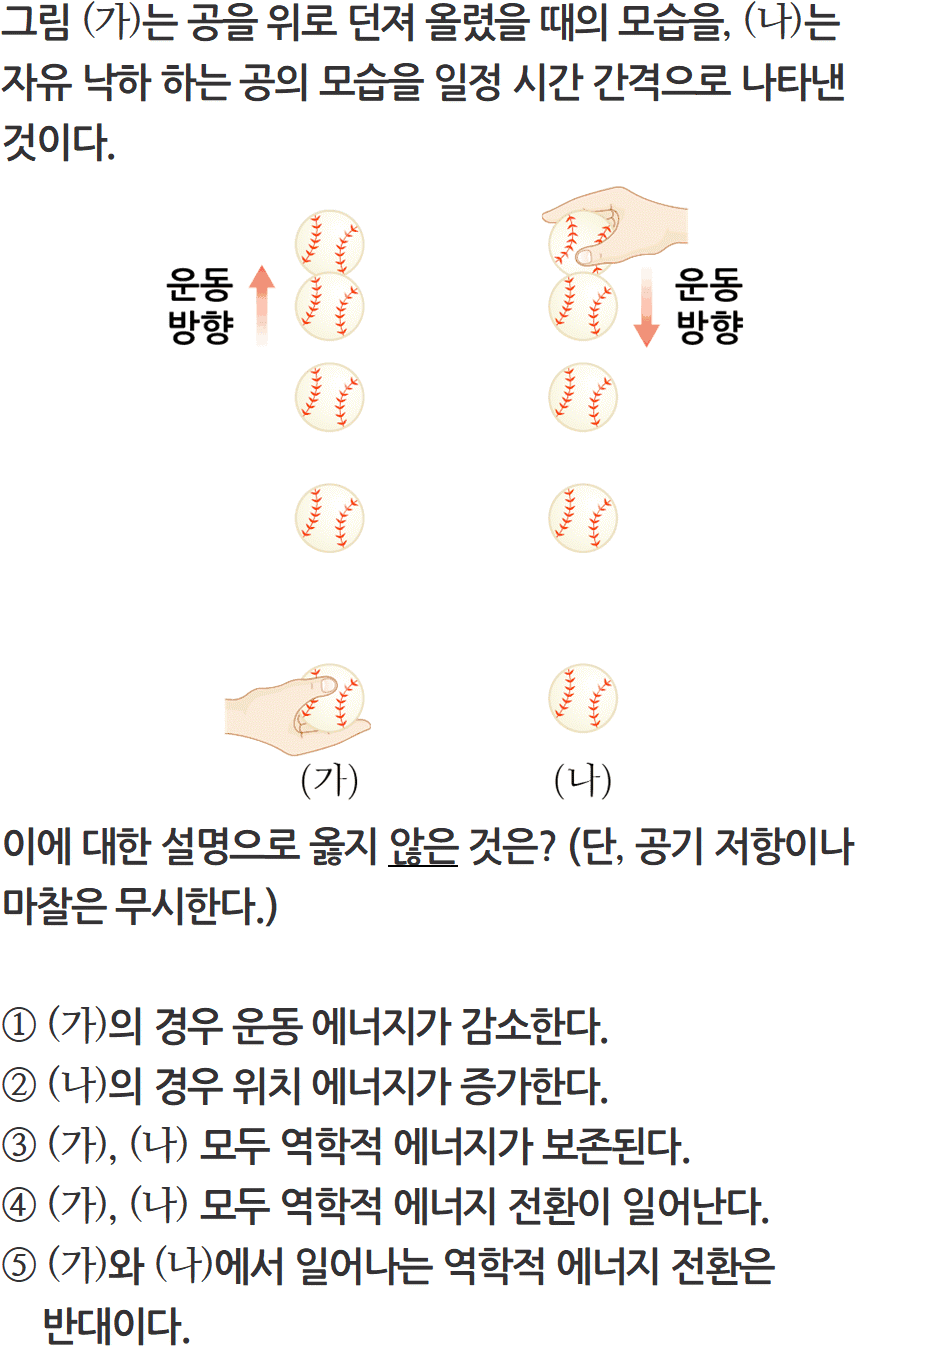 그림 (가)는 공을 위로 던져 올렸을 때의 모습을, (나)는
자유 낙하 하는 공의 모습을 일정 시간 간격으로 나타낸
것이다.
운동
방향
운동
방향
(가)
(나)
이에 대한 설명으로 옳지 않은 것은? (단, 공기 저항이나
마찰은 무시한다.)
① (가)의 경우 운동 에너지가 감소한다.
② (나)의 경우 위치 에너지가 증가한다.
③ (가), (나) 모두 역학적 에너지가 보존된다.
④ (가), (나) 모두 역학적 에너지 전환이 일어난다.
⑤ (가)와 (나)에서 일어나는 역학적 에너지 전환은
반대이다.